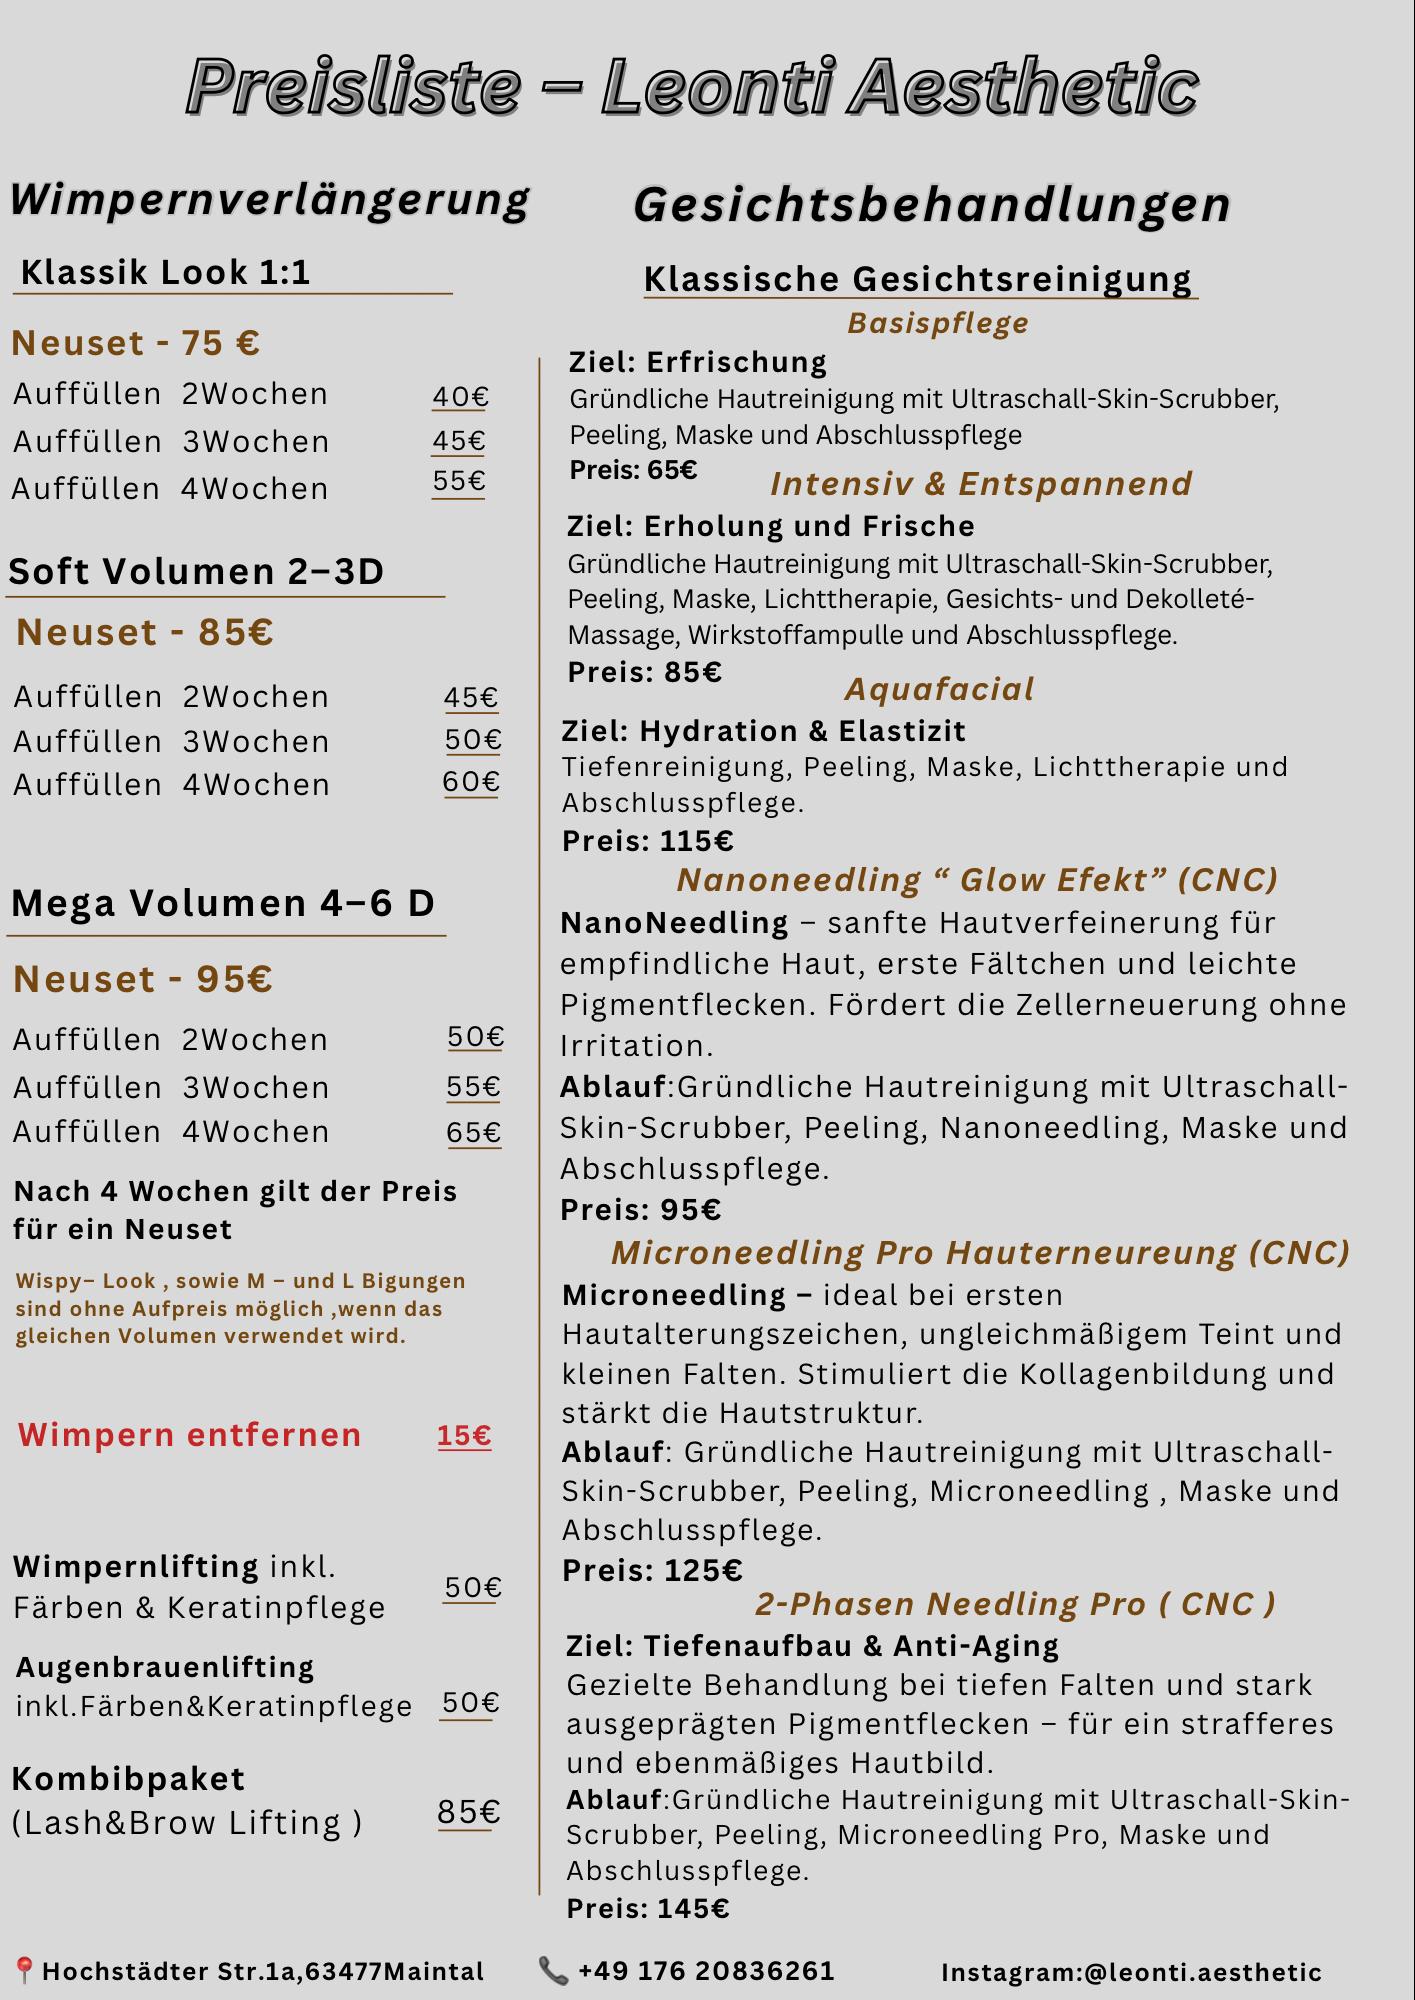 Preisliste – Leonti Aesthetic
Wimpernverlängerung
Klassik Look 1:1
Neuset - 75 €
Auffüllen 2Wochen 40€
Auffüllen 3Wochen 45€
Auffüllen 4Wochen 55€
Soft Volumen 2–3D
Neuset - 85€
Auffüllen 2Wochen 45€
Auffüllen 3Wochen 50€
Auffüllen 4Wochen 60€
Mega Volumen 4–6 D
Neuset - 95€
Auffüllen 2Wochen 50€
Auffüllen 3Wochen 55€
Auffüllen 4Wochen 65€
Nach 4 Wochen gilt der Preis
für ein Neuset
Wispy– Look , sowie M – und L Bigungen
sind ohne Aufpreis möglich ,wenn das
gleichen Volumen verwendet wird.
Wimpern entfernen 15€
Wimpernlifting inkl.
Färben & Keratinpflege 50€
Augenbrauenlifting
inkl.Färben&Keratinpflege 50€
Kombibpaket
(Lash&Brow Lifting ) 85€
Gesichtsbehandlungen
Klassische Gesichtsreinigung
Basispflege
Ziel: Erfrischung
Gründliche Hautreinigung mit Ultraschall-Skin-Scrubber,
Peeling, Maske und Abschlusspflege
Preis: 65€
Intensiv & Entspannend
Ziel: Erholung und Frische
Gründliche Hautreinigung mit Ultraschall-Skin-Scrubber,
Peeling, Maske, Lichttherapie, Gesichts- und Dekolleté-
Massage, Wirkstoffampulle und Abschlusspflege.
Preis: 85€
Aquafacial
Ziel: Hydration & Elastizit
Tiefenreinigung, Peeling, Maske, Lichttherapie und
Abschlusspflege.
Preis: 115€
Nanoneedling “ Glow Efekt” (CNC)
NanoNeedling – sanfte Hautverfeinerung für
empfindliche Haut, erste Fältchen und leichte
Pigmentflecken. Fördert die Zellerneuerung ohne
Irritation.
Ablauf:Gründliche Hautreinigung mit Ultraschall-
Skin-Scrubber, Peeling, Nanoneedling, Maske und
Abschlusspflege.
Preis: 95€
Microneedling Pro Hauterneureung (CNC)
Microneedling – ideal bei ersten
Hautalterungszeichen, ungleichmäßigem Teint und
kleinen Falten. Stimuliert die Kollagenbildung und
stärkt die Hautstruktur.
Ablauf: Gründliche Hautreinigung mit Ultraschall-
Skin-Scrubber, Peeling, Microneedling , Maske und
Abschlusspflege.
Preis: 125€
2-Phasen Needling Pro ( CNC )
Ziel: Tiefenaufbau & Anti-Aging
Gezielte Behandlung bei tiefen Falten und stark
ausgeprägten Pigmentflecken – für ein strafferes
und ebenmäßiges Hautbild.
Ablauf:Gründliche Hautreinigung mit Ultraschall-Skin-
Scrubber, Peeling, Microneedling Pro, Maske und
Abschlusspflege.
Preis: 145€
📍Hochstädter Str.1a,63477Maintal
📞 +49 176 20836261
Instagram:@leonti.aesthetic